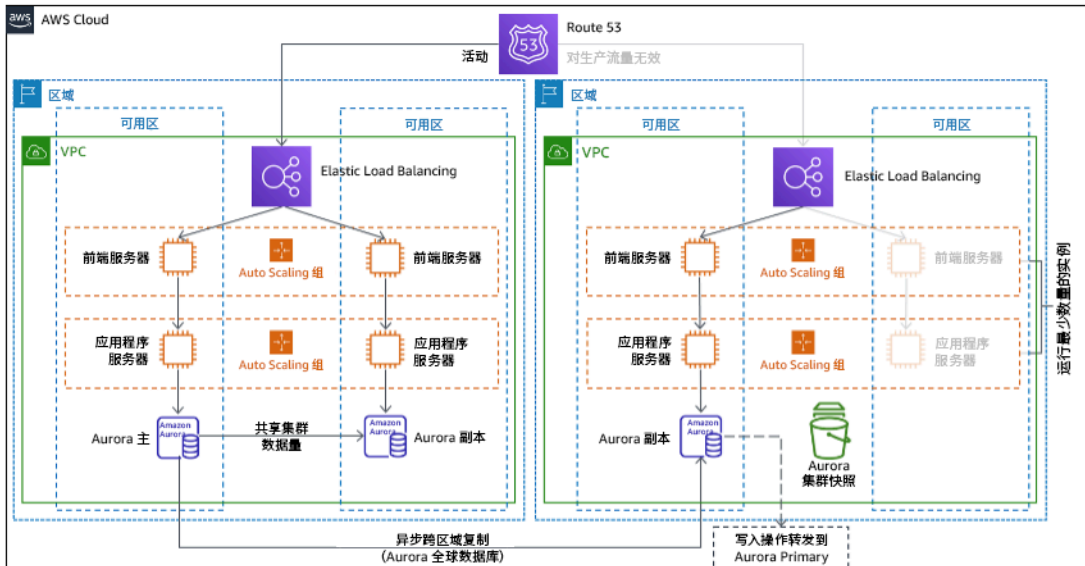 aws
AWS Cloud
53
Route 53
活动
对生产流量无效
区域
可用区
可用区
VPC
Elastic Load Balancing
前端服务器
Auto Scaling 组
前端服务器
应用程序
服务器
Auto Scaling 组
应用程序
服务器
Aurora 主
Amazon
Aurora
共享集群
数据量
Amazon
Aurora
Aurora 副本
区域
可用区
可用区
VPC
Elastic Load Balancing
前端服务器
Auto Scaling 组
前端服务器
应用程序
服务器
Auto Scaling 组
应用程序
服务器
运行最少数量的实例
Aurora 副本
Amazon
Aurora
Aurora
集群快照
异步跨区域复制
(Aurora 全球数据库)
写入操作转发到
Aurora Primary